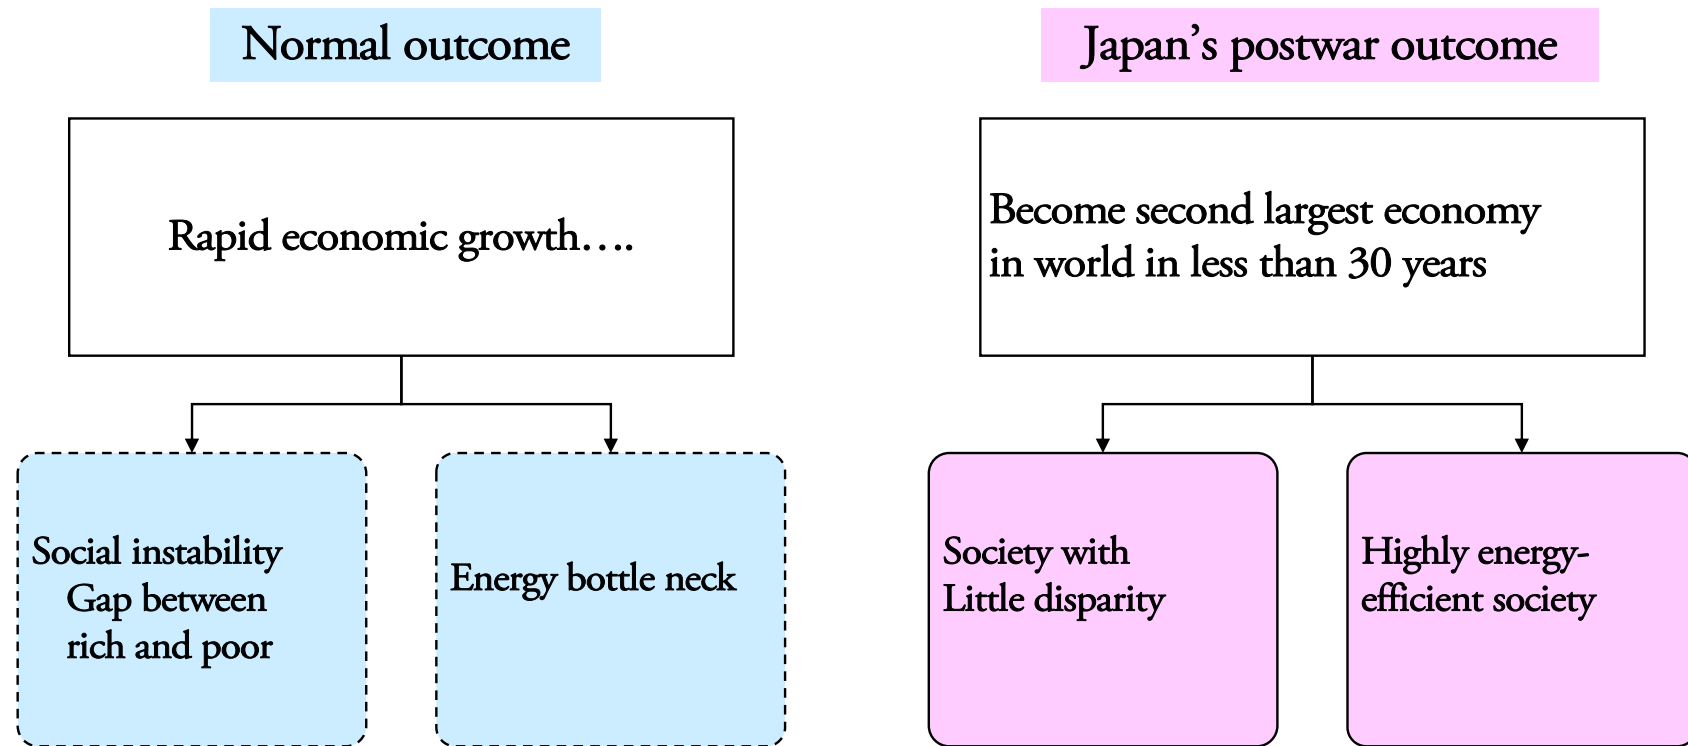 Normal outcome
Japan's postwar outcome
Rapid economic growth….
Become second largest economy
in world in less than 30 years
Social instability
Gap between
rich and poor
Energy bottle neck
Society with
Little disparity
Highly energy-
efficient society